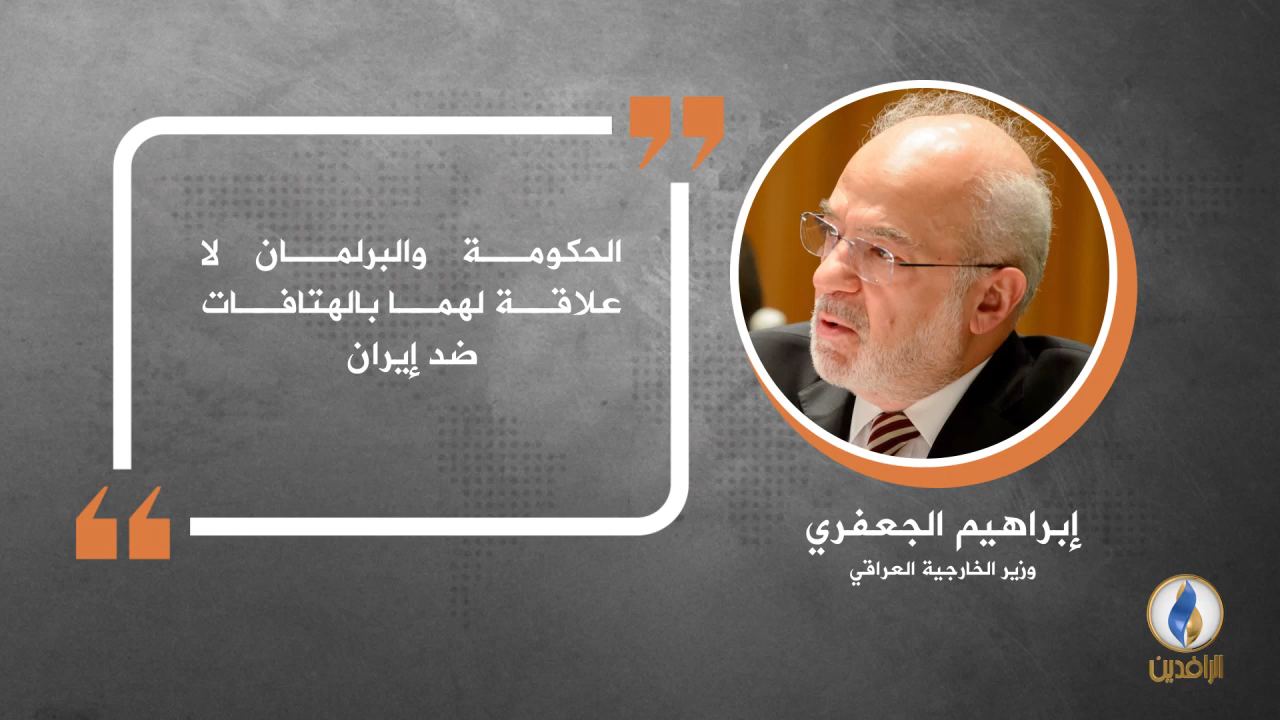 الحكومة والبرلمان لا
علاقة لهما بالهتافات
ضد إيران
إبراهيم الجعفري
وزير الخارجية العراقي
الرافدين